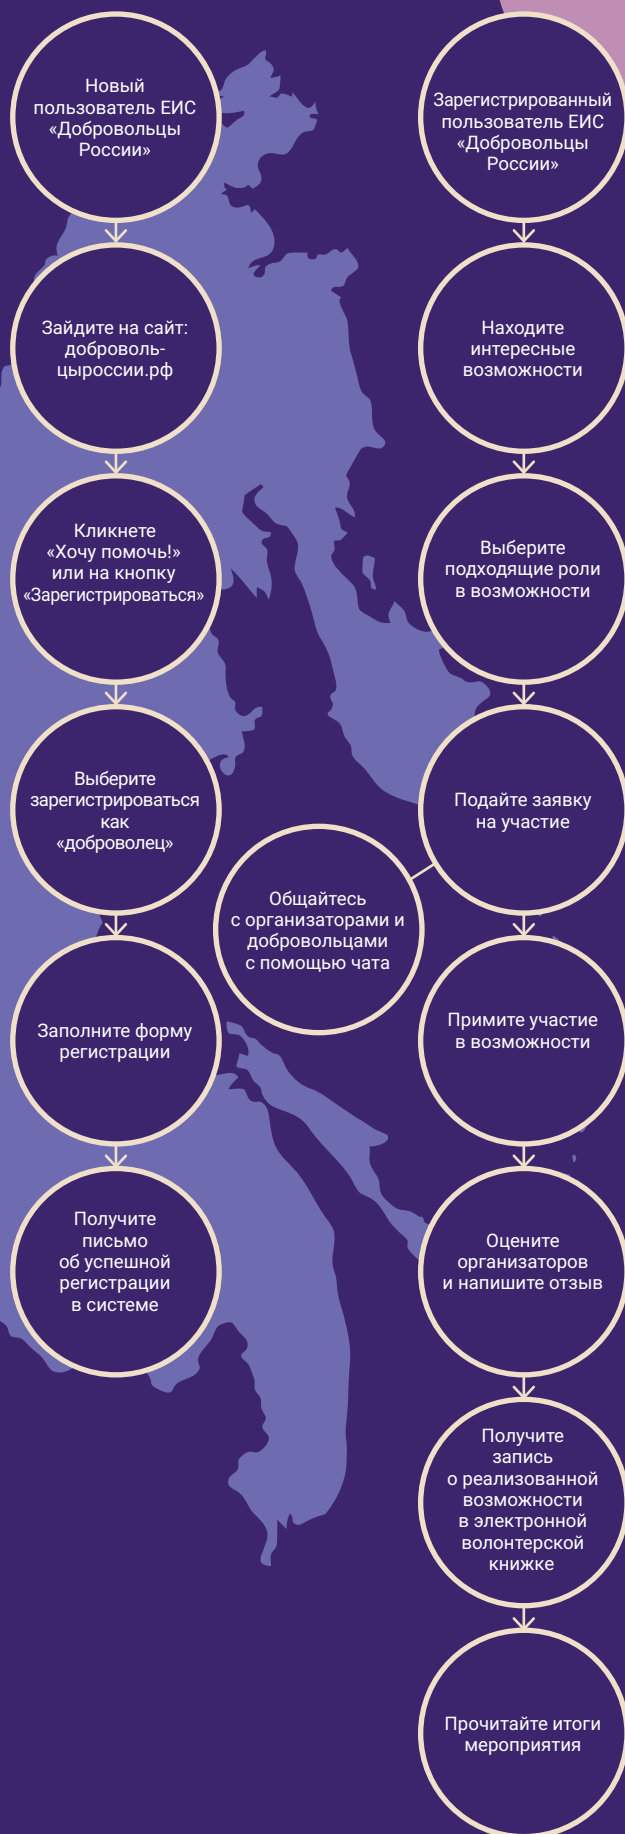 Новый
пользователь ЕИС
«Добровольцы
России»
Зайдите на сайт:
доброволь-
цыроссии.рф
Кликнете
«Хочу помочь!»
или на кнопку
«Зарегистрироваться»
Выберите
зарегистрироваться
как
«доброволец»
Заполните форму
регистрации
Получите
письмо
об успешной
регистрации
в системе
Зарегистрированный
пользователь ЕИС
«Добровольцы
России»
Находите
интересные
возможности
Выберите
подходящие роли
в возможности
Подайте заявку
на участие
Общайтесь
с организаторами и
добровольцами
с помощью чата
Примите участие
в возможности
Оцените
организаторов
и напишите отзыв
Получите
запись
о реализованной
возможности
в электронной
волонтерской
книжке
Прочитайте итоги
мероприятия